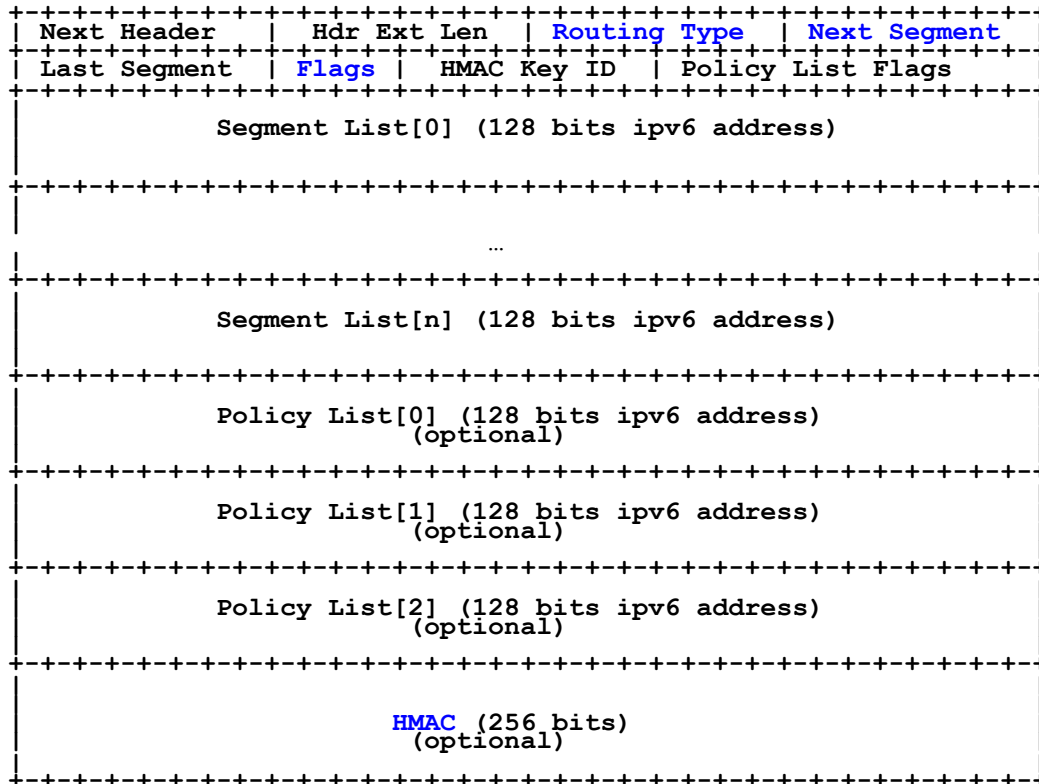 +-+-+-+-+-+-+-+-+-+-+-+-+-+-+-+-+-+-+-+-+-+-+-+-+-+-+-+-+-+-+-+-+-
| Next Header | Hdr Ext Len | Routing Type | Next Segment |
+-+-+-+-+-+-+-+-+-+-+-+-+-+-+-+-+-+-+-+-+-+-+-+-+-+-+-+-+-+-+-+-+-
| Last Segment | Flags | HMAC Key ID | Policy List Flags |
+-+-+-+-+-+-+-+-+-+-+-+-+-+-+-+-+-+-+-+-+-+-+-+-+-+-+-+-+-+-+-+-+-
| Segment List[0] (128 bits ipv6 address) |
+-+-+-+-+-+-+-+-+-+-+-+-+-+-+-+-+-+-+-+-+-+-+-+-+-+-+-+-+-+-+-+-+-
…
+-+-+-+-+-+-+-+-+-+-+-+-+-+-+-+-+-+-+-+-+-+-+-+-+-+-+-+-+-+-+-+-+-
| Segment List[n] (128 bits ipv6 address) |
+-+-+-+-+-+-+-+-+-+-+-+-+-+-+-+-+-+-+-+-+-+-+-+-+-+-+-+-+-+-+-+-+-
| Policy List[0] (128 bits ipv6 address) |
| (optional) |
+-+-+-+-+-+-+-+-+-+-+-+-+-+-+-+-+-+-+-+-+-+-+-+-+-+-+-+-+-+-+-+-+-
| Policy List[1] (128 bits ipv6 address) |
| (optional) |
+-+-+-+-+-+-+-+-+-+-+-+-+-+-+-+-+-+-+-+-+-+-+-+-+-+-+-+-+-+-+-+-+-
| Policy List[2] (128 bits ipv6 address) |
| (optional) |
+-+-+-+-+-+-+-+-+-+-+-+-+-+-+-+-+-+-+-+-+-+-+-+-+-+-+-+-+-+-+-+-+-
| HMAC (256 bits) |
| (optional) |
+-+-+-+-+-+-+-+-+-+-+-+-+-+-+-+-+-+-+-+-+-+-+-+-+-+-+-+-+-+-+-+-+-